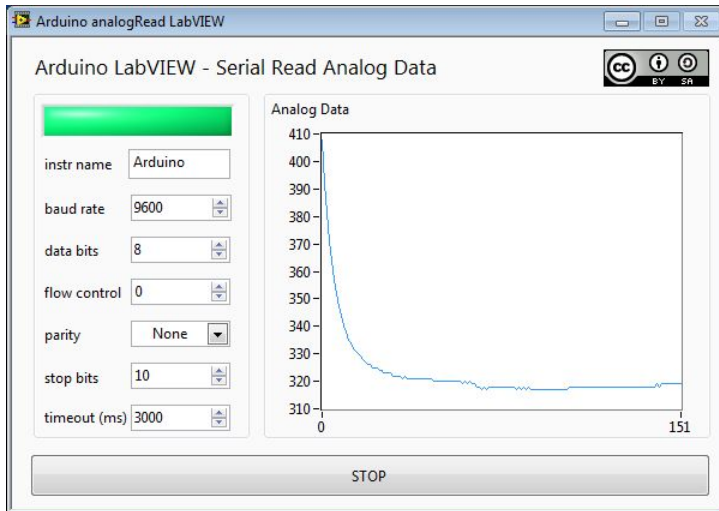 Arduino analogRead LabVIEW
Arduino LabVIEW - Serial Read Analog Data
cc
BY SA
instr name Arduino
baud rate 9600
data bits 8
flow control 0
parity None
stop bits 10
timeout (ms) 3000
Analog Data
410
400
390
380
370
360
350
340
330
320
310
0 151
STOP